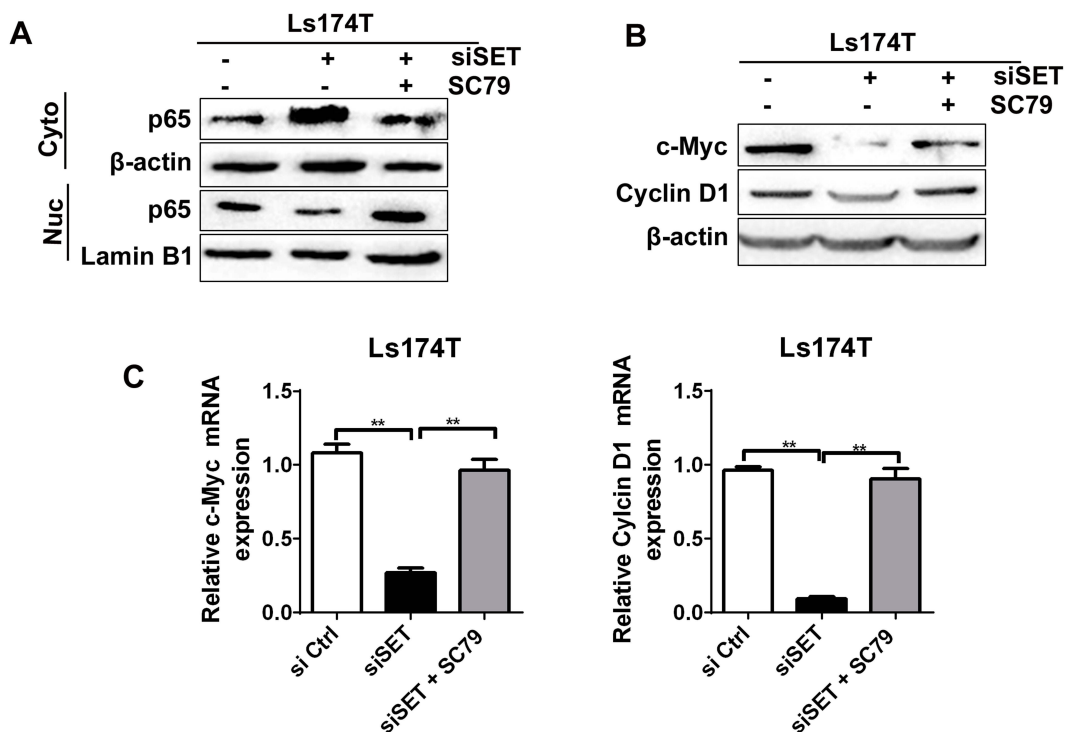 A
Ls174T
- + + siSET
- - + SC79
Cyto
p65
β-actin
Nuc
p65
Lamin B1
B
Ls174T
- + + siSET
- - + SC79
c-Myc
Cyclin D1
β-actin
C
Ls174T
Relative c-Myc mRNA
expression
1.5
1.0
0.5
0.0
** **
si Ctrl
siSET
siSET + SC79
Ls174T
Relative Cylcin D1 mRNA
expression
1.5
1.0
0.5
0.0
** **
si Ctrl
siSET
siSET + SC79